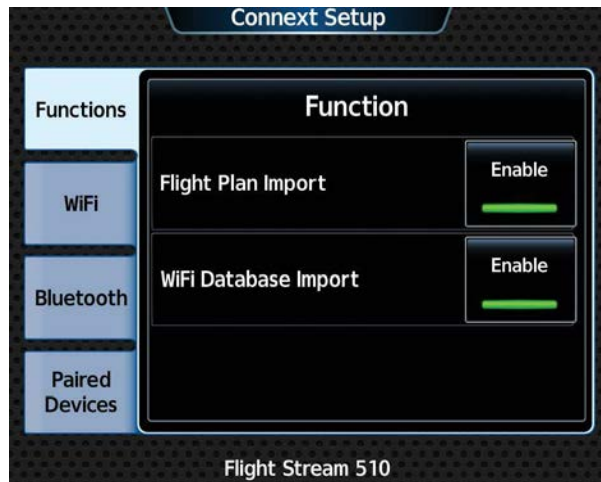 Connext Setup
Functions
WiFi
Bluetooth
Paired
Devices
Function
Flight Plan Import
Enable
WiFi Database Import
Enable
Flight Stream 510